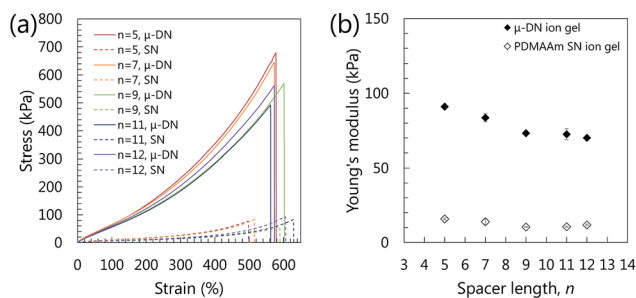 (a)
Stress (kPa)
800
700
600
500
400
300
200
100
0
n=5, μ-DN
n=5, SN
n=7, μ-DN
n=7, SN
n=9, μ-DN
n=9, SN
n=11, μ-DN
n=11, SN
n=12, μ-DN
n=12, SN
0 100 200 300 400 500 600
Strain (%)
(b)
Young's modulus (kPa)
150
100
50
0
μ-DN ion gel
PDMAAm SN ion gel
3 4 5 6 7 8 9 10 11 12 13 14
Spacer length, n